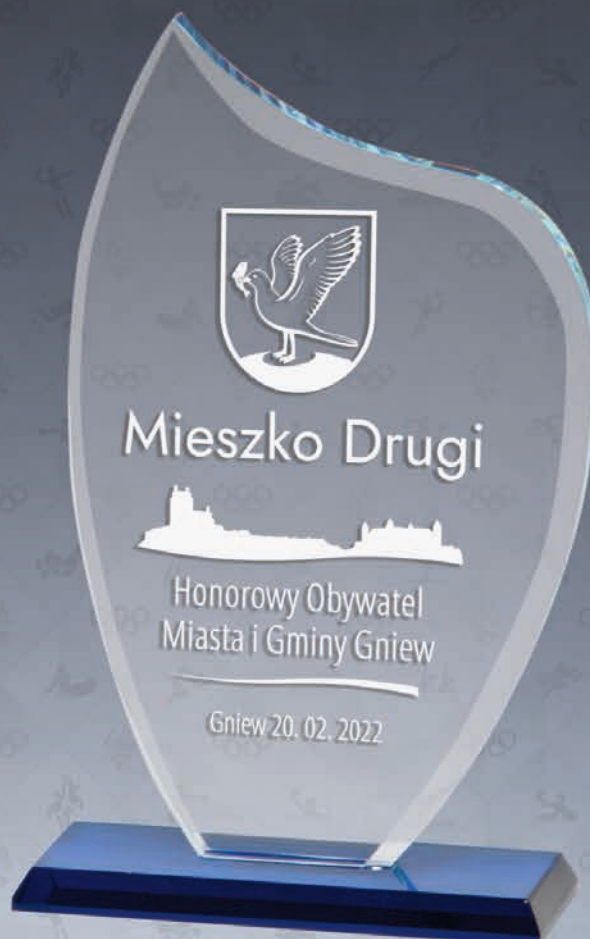 Mieszko Drugi
Honorowy Obywatel
Miasta i Gminy Gniew
Gniew 20. 02. 2022